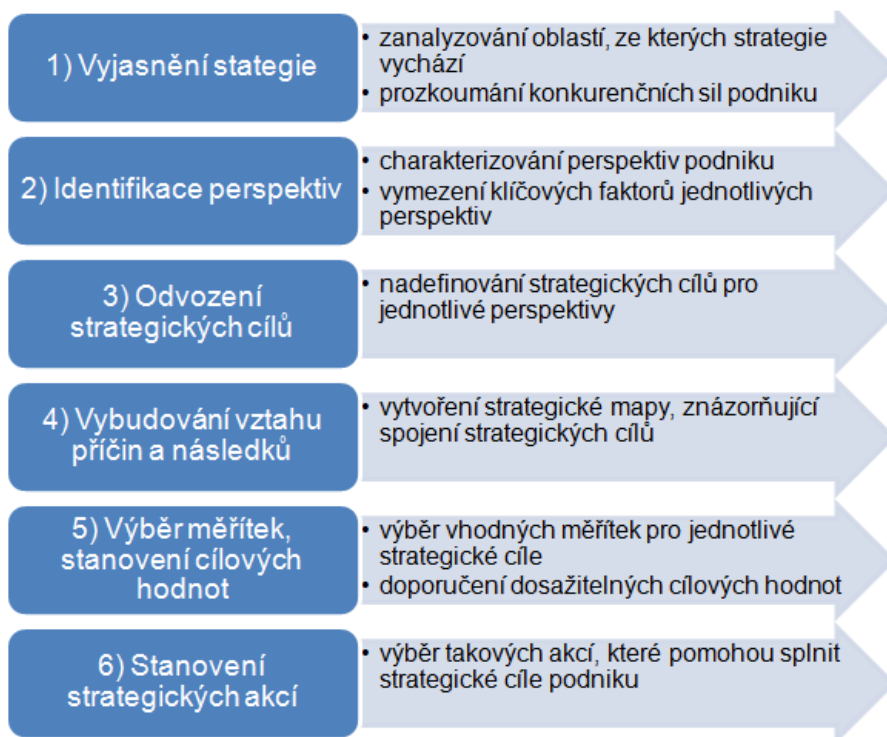 1) Vyjasnění stategie
• zanalyzování oblastí, ze kterých strategie
vychází
• prozkoumání konkurenčních sil podniku
2) Identifikace perspektiv
• charakterizování perspektiv podniku
• vymezení klíčových faktorů jednotlivých
perspektiv
3) Odvození
strategických cílů
• nadefinování strategických cílů pro
jednotlivé perspektivy
4) Vybudování vztahu
příčin a následků
• vytvoření strategické mapy, znázorňující
spojení strategických cílů
5) Výběr měřítek,
stanovení cílových
hodnot
• výběr vhodných měřítek pro jednotlivé
strategické cíle
• doporučení dosažitelných cílových hodnot
6) Stanovení
strategických akcí
• výběr takových akcí, které pomohou splnit
strategické cíle podniku